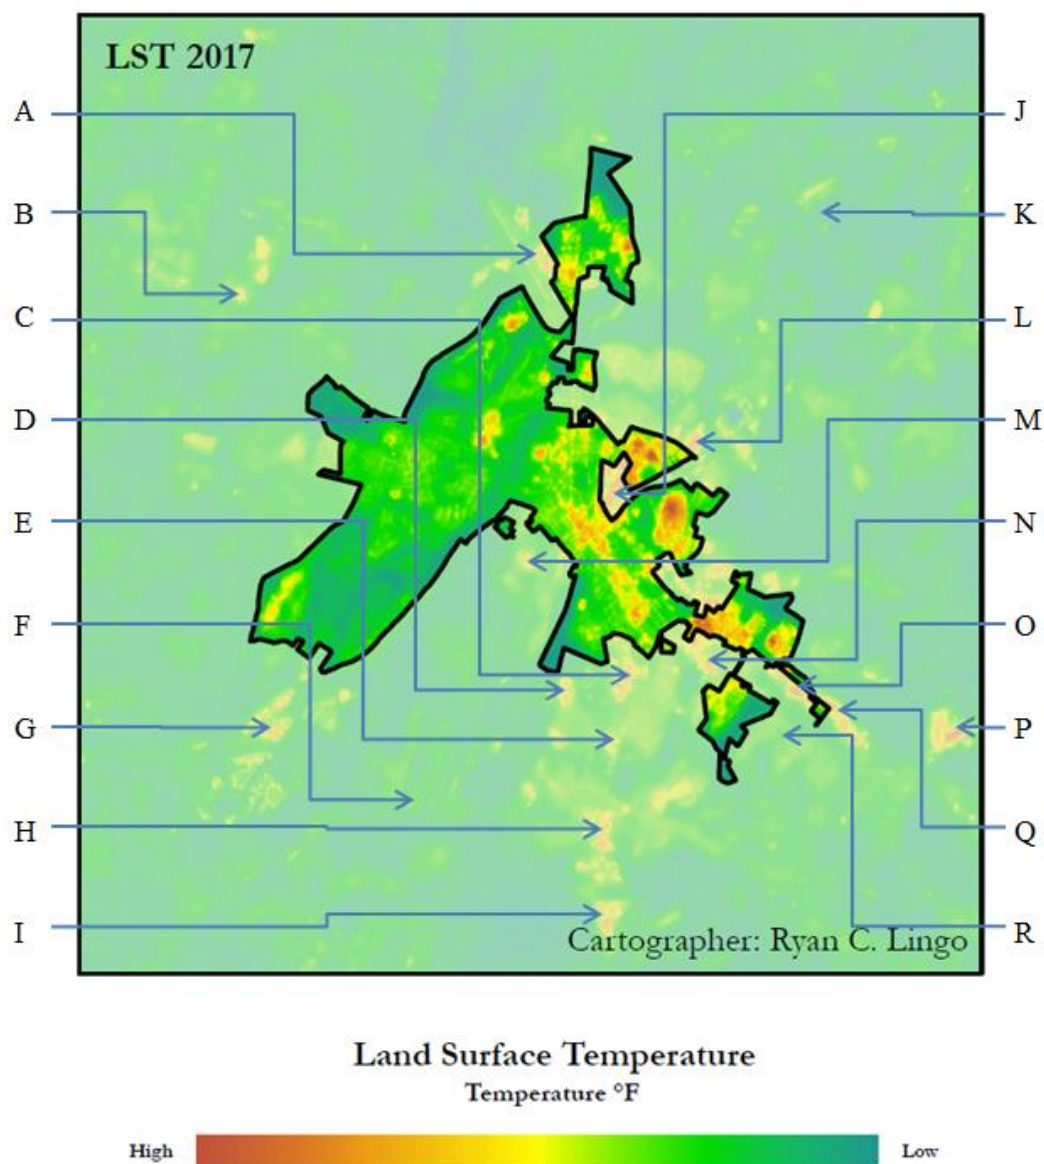 LST 2017
A
J
B
K
C
L
D
M
E
N
F
O
G
P
H
Q
I
R
Cartographer: Ryan C. Lingo
Land Surface Temperature
Temperature °F
High
Low